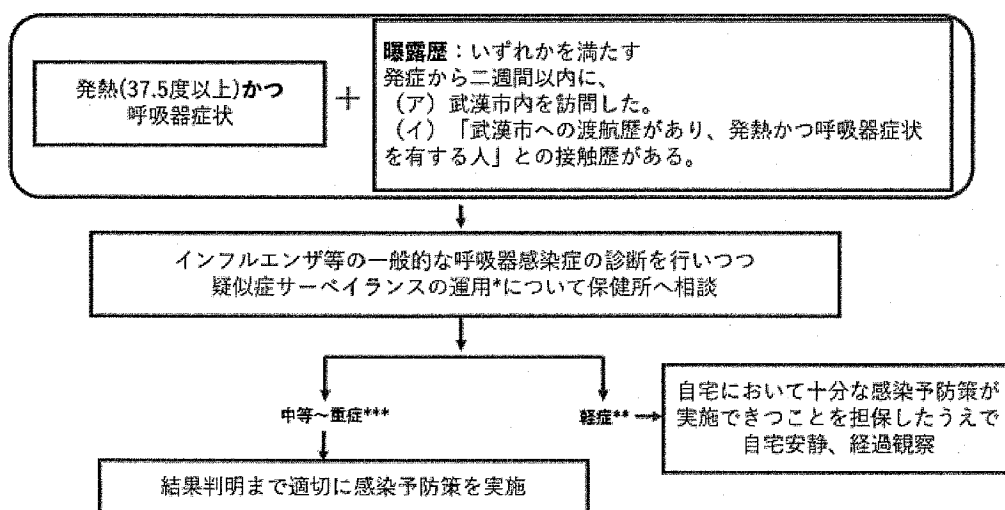 発熱(37.5度以上)かつ
呼吸器症状
+
曝露歴：いずれかを満たす
発症から二週間以内に、
（ア）武漢市内を訪問した。
（イ）「武漢市への渡航歴があり、発熱かつ呼吸器症状
を有する人」との接触歴がある。
インフルエンザ等の一般的な呼吸器感染症の診断を行いつつ
疑似症サーベイランスの運用*について保健所へ相談
中等～重症***
軽症**
自宅において十分な感染予防策が
実施できつことを担保したうえで
自宅安静、経過観察
結果判明まで適切に感染予防策を実施